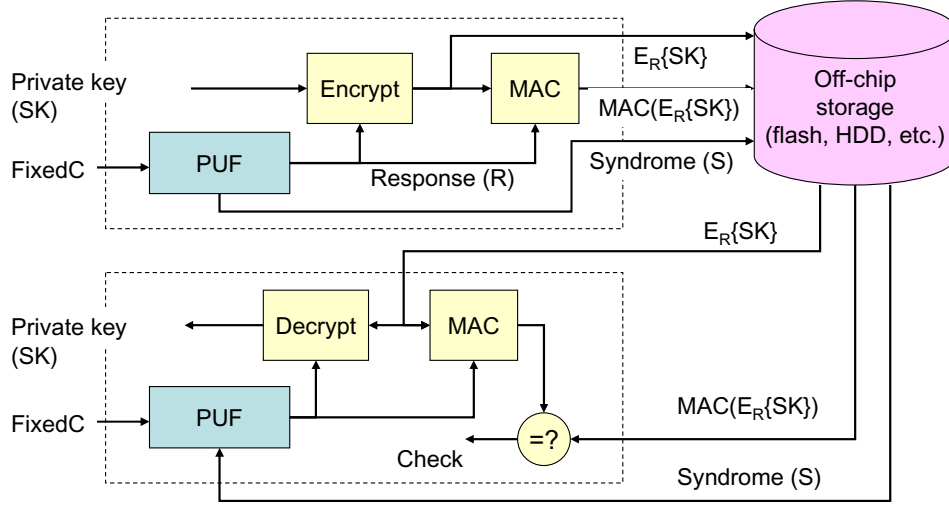 Private key
(SK)
Encrypt
MAC
E_R{SK}
MAC(E_R{SK})
Off-chip
storage
(flash, HDD, etc.)
FixedC
PUF
Response (R)
Syndrome (S)
E_R{SK}
Private key
(SK)
Decrypt
MAC
FixedC
PUF
MAC(E_R{SK})
=?
Check
Syndrome (S)